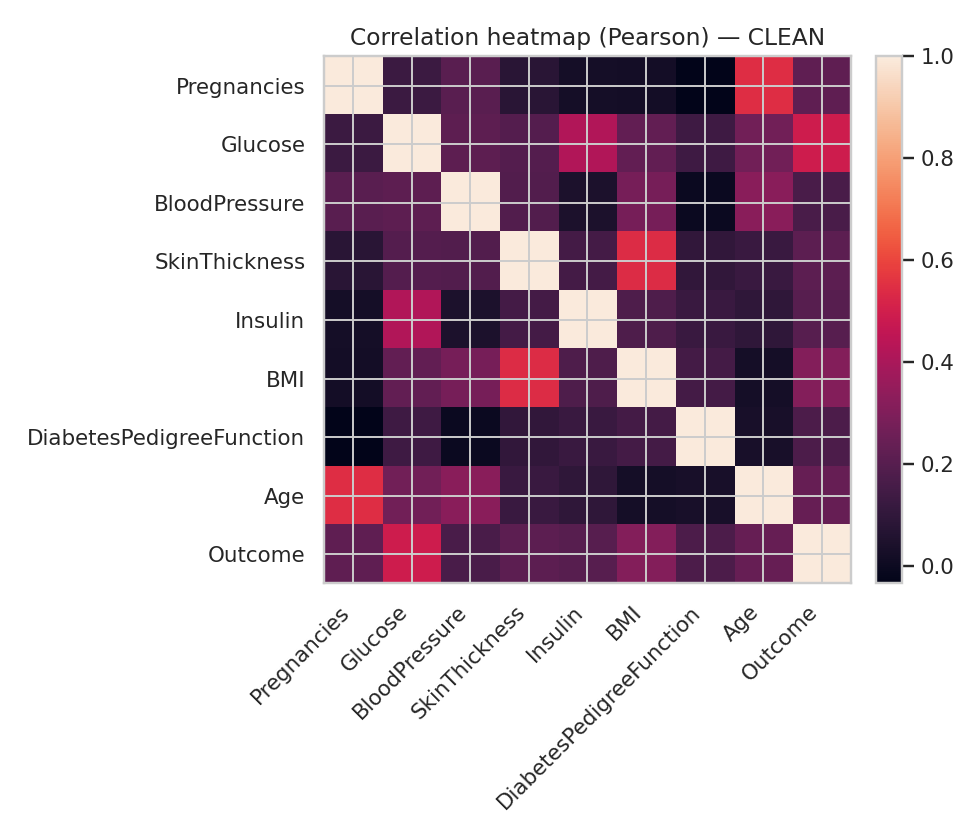 Correlation heatmap (Pearson) — CLEAN
Pregnancies
Glucose
BloodPressure
SkinThickness
Insulin
BMI
DiabetesPedigreeFunction
Age
Outcome
Pregnancies
Glucose
BloodPressure
SkinThickness
Insulin
BMI
DiabetesPedigreeFunction
Age
Outcome
1.0
0.8
0.6
0.4
0.2
0.0